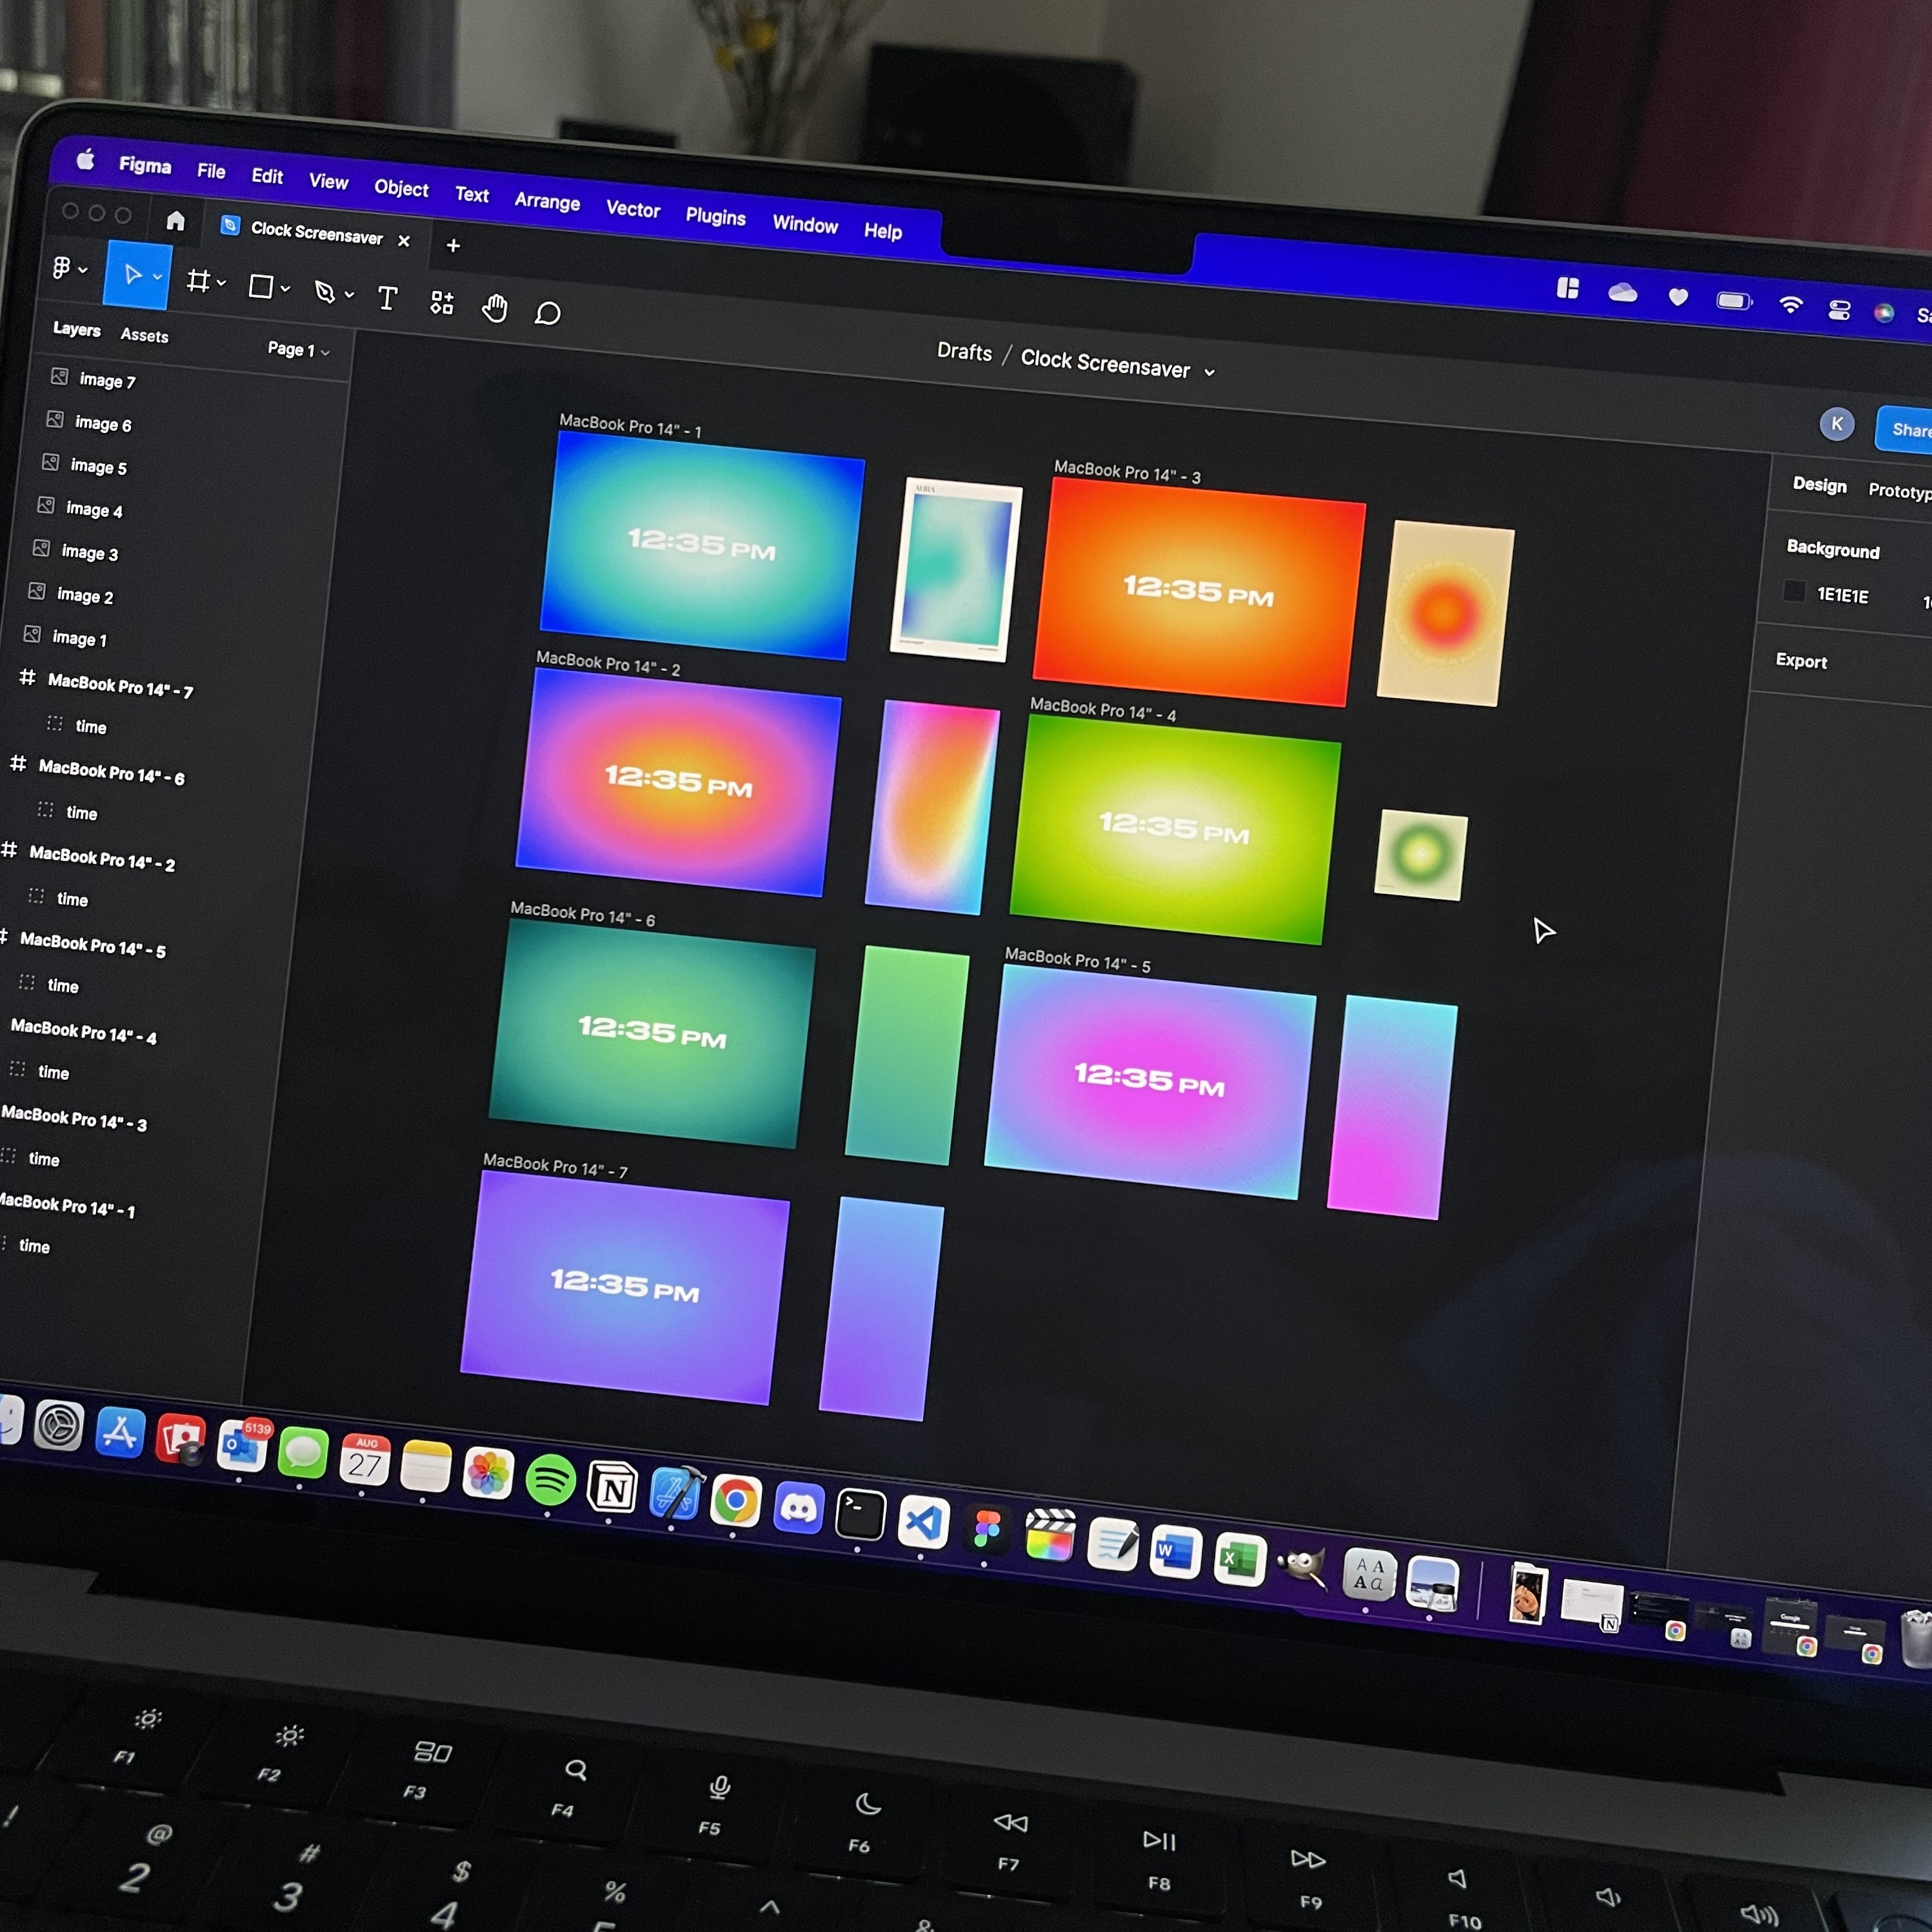 Figma File Edit View Object Text Arrange Vector Plugins Window Help
Clock Screensaver
Layers Assets Page 1
Drafts / Clock Screensaver
K
Share
Design
Background
1E1E1E
Export
image 7
image 6
image 5
image 4
image 3
image 2
image 1
MacBook Pro 14" - 7
time
MacBook Pro 14" - 6
time
MacBook Pro 14" - 2
time
MacBook Pro 14" - 5
time
MacBook Pro 14" - 4
time
MacBook Pro 14" - 3
time
MacBook Pro 14" - 1
time
MacBook Pro 14" - 1
12:35 PM
MacBook Pro 14" - 3
12:35 PM
MacBook Pro 14" - 2
12:35 PM
MacBook Pro 14" - 4
12:35 PM
MacBook Pro 14" - 6
12:35 PM
MacBook Pro 14" - 5
12:35 PM
MacBook Pro 14" - 7
12:35 PM
5139
AUG
27
Google
F1 F2 F3 F4 F5 F6 F7 F8 F9 F10
! @ # $ % ^ &
2 3 4